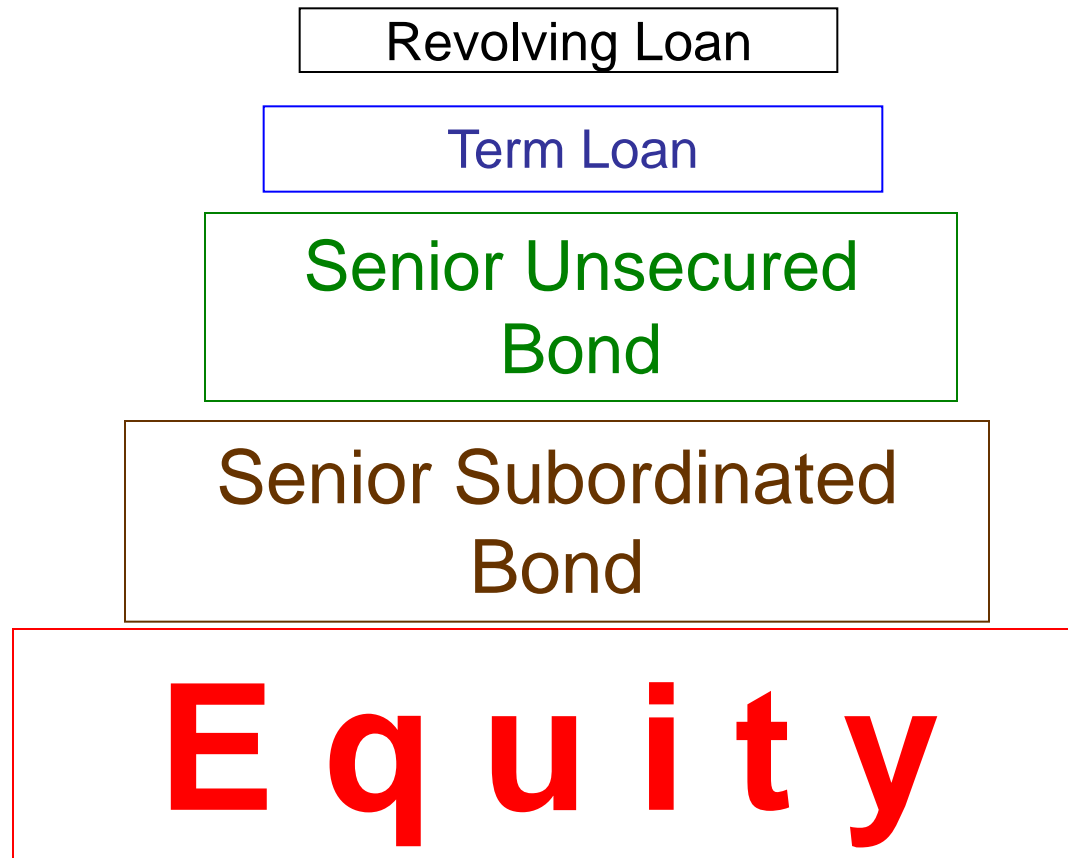 Revolving Loan
Term Loan
Senior Unsecured
Bond
Senior Subordinated
Bond
E q u i t y